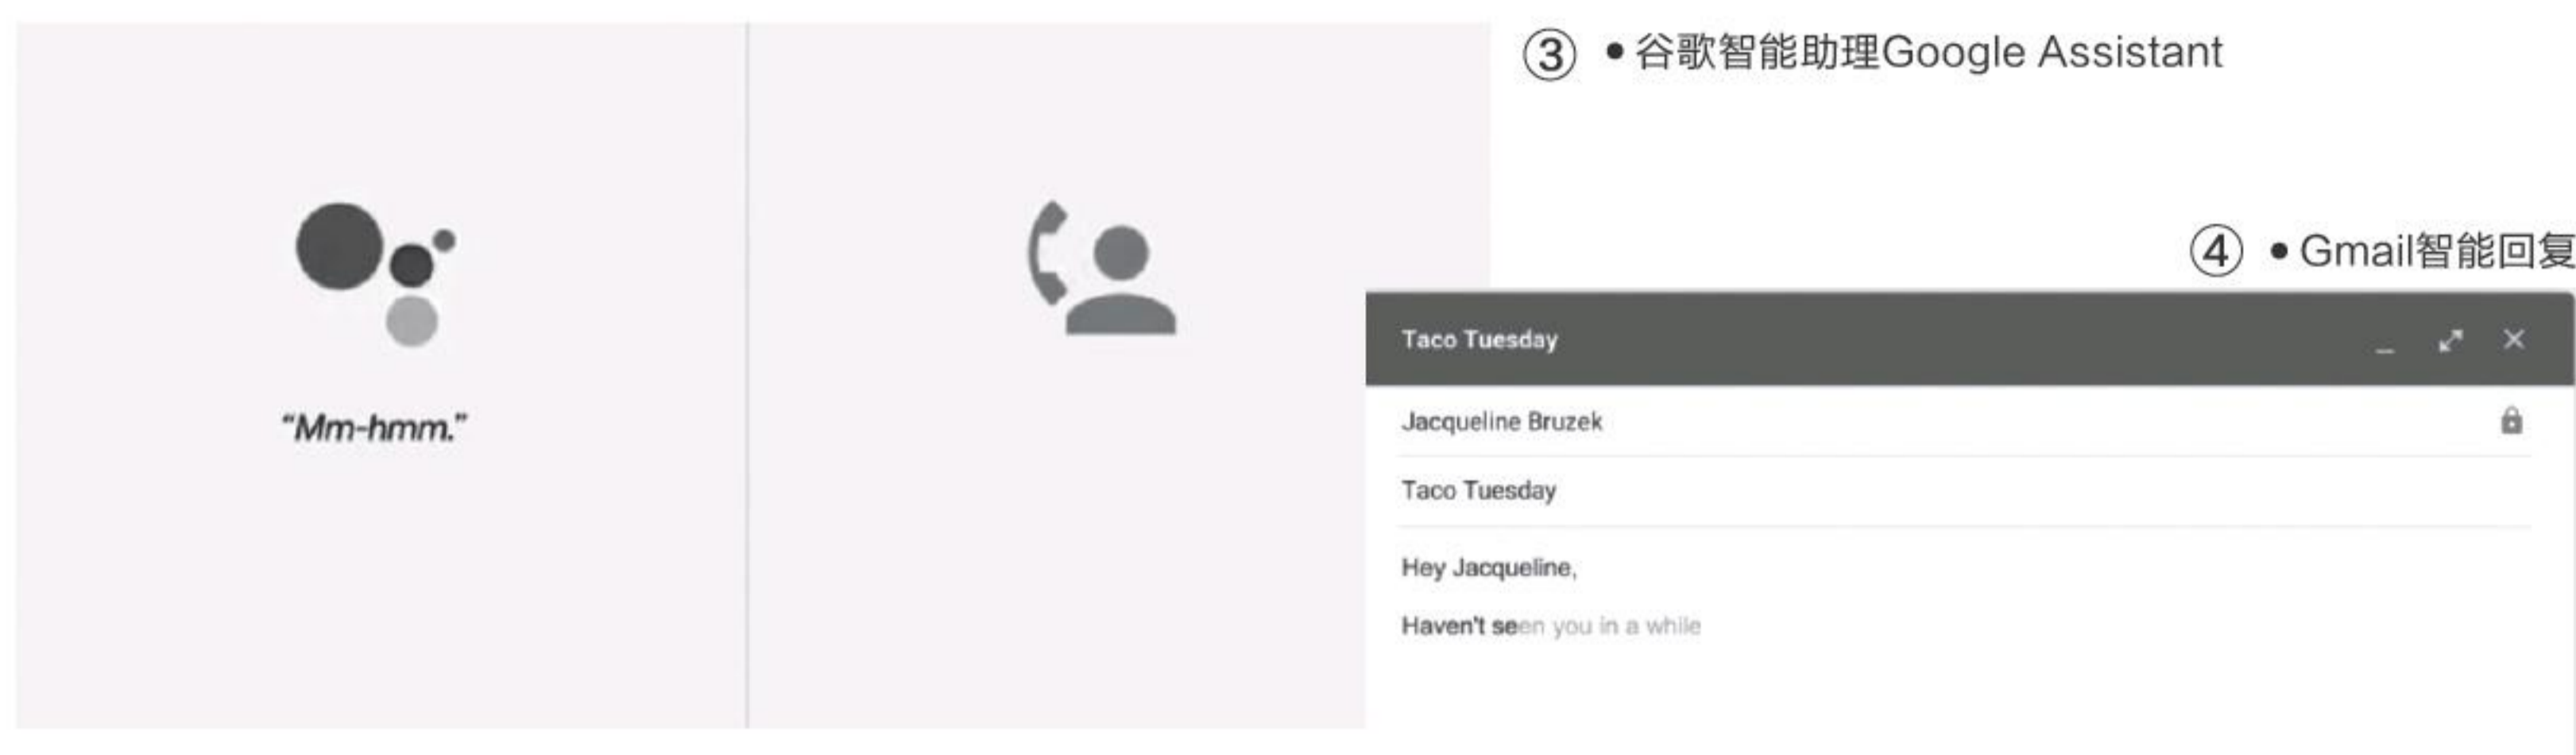 ③ • 谷歌智能助理Google Assistant
“Mm-hmm.”
④ • Gmail智能回复
Taco Tuesday
Jacqueline Bruzek
Taco Tuesday
Hey Jacqueline,
Haven't seen you in a while